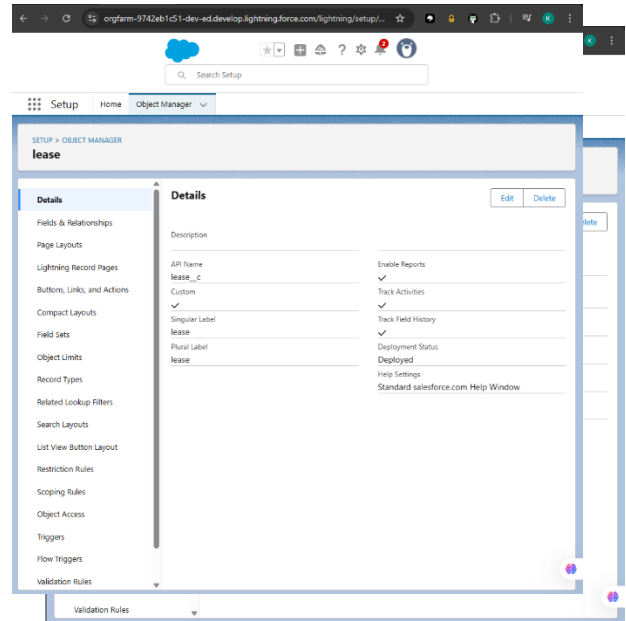 orgfarm-9742eb1c51-dev-ed.develop.lightning.force.com/lightning/setup/...
K
K
2
Search Setup
Setup Home Object Manager
SETUP > OBJECT MANAGER
lease
Details
Fields & Relationships
Page Layouts
Lightning Record Pages
Buttons, Links, and Actions
Compact Layouts
Field Sets
Object Limits
Record Types
Related Lookup Filters
Search Layouts
List View Button Layout
Restriction Rules
Scoping Rules
Object Access
Triggers
Flow Triggers
Validation Rules
Details
Edit Delete
Description
API Name
lease__c
Custom
Singular Label
lease
Plural Label
lease
Enable Reports
Track Activities
Track Field History
Deployment Status
Deployed
Help Settings
Standard salesforce.com Help Window
lete
Validation Rules